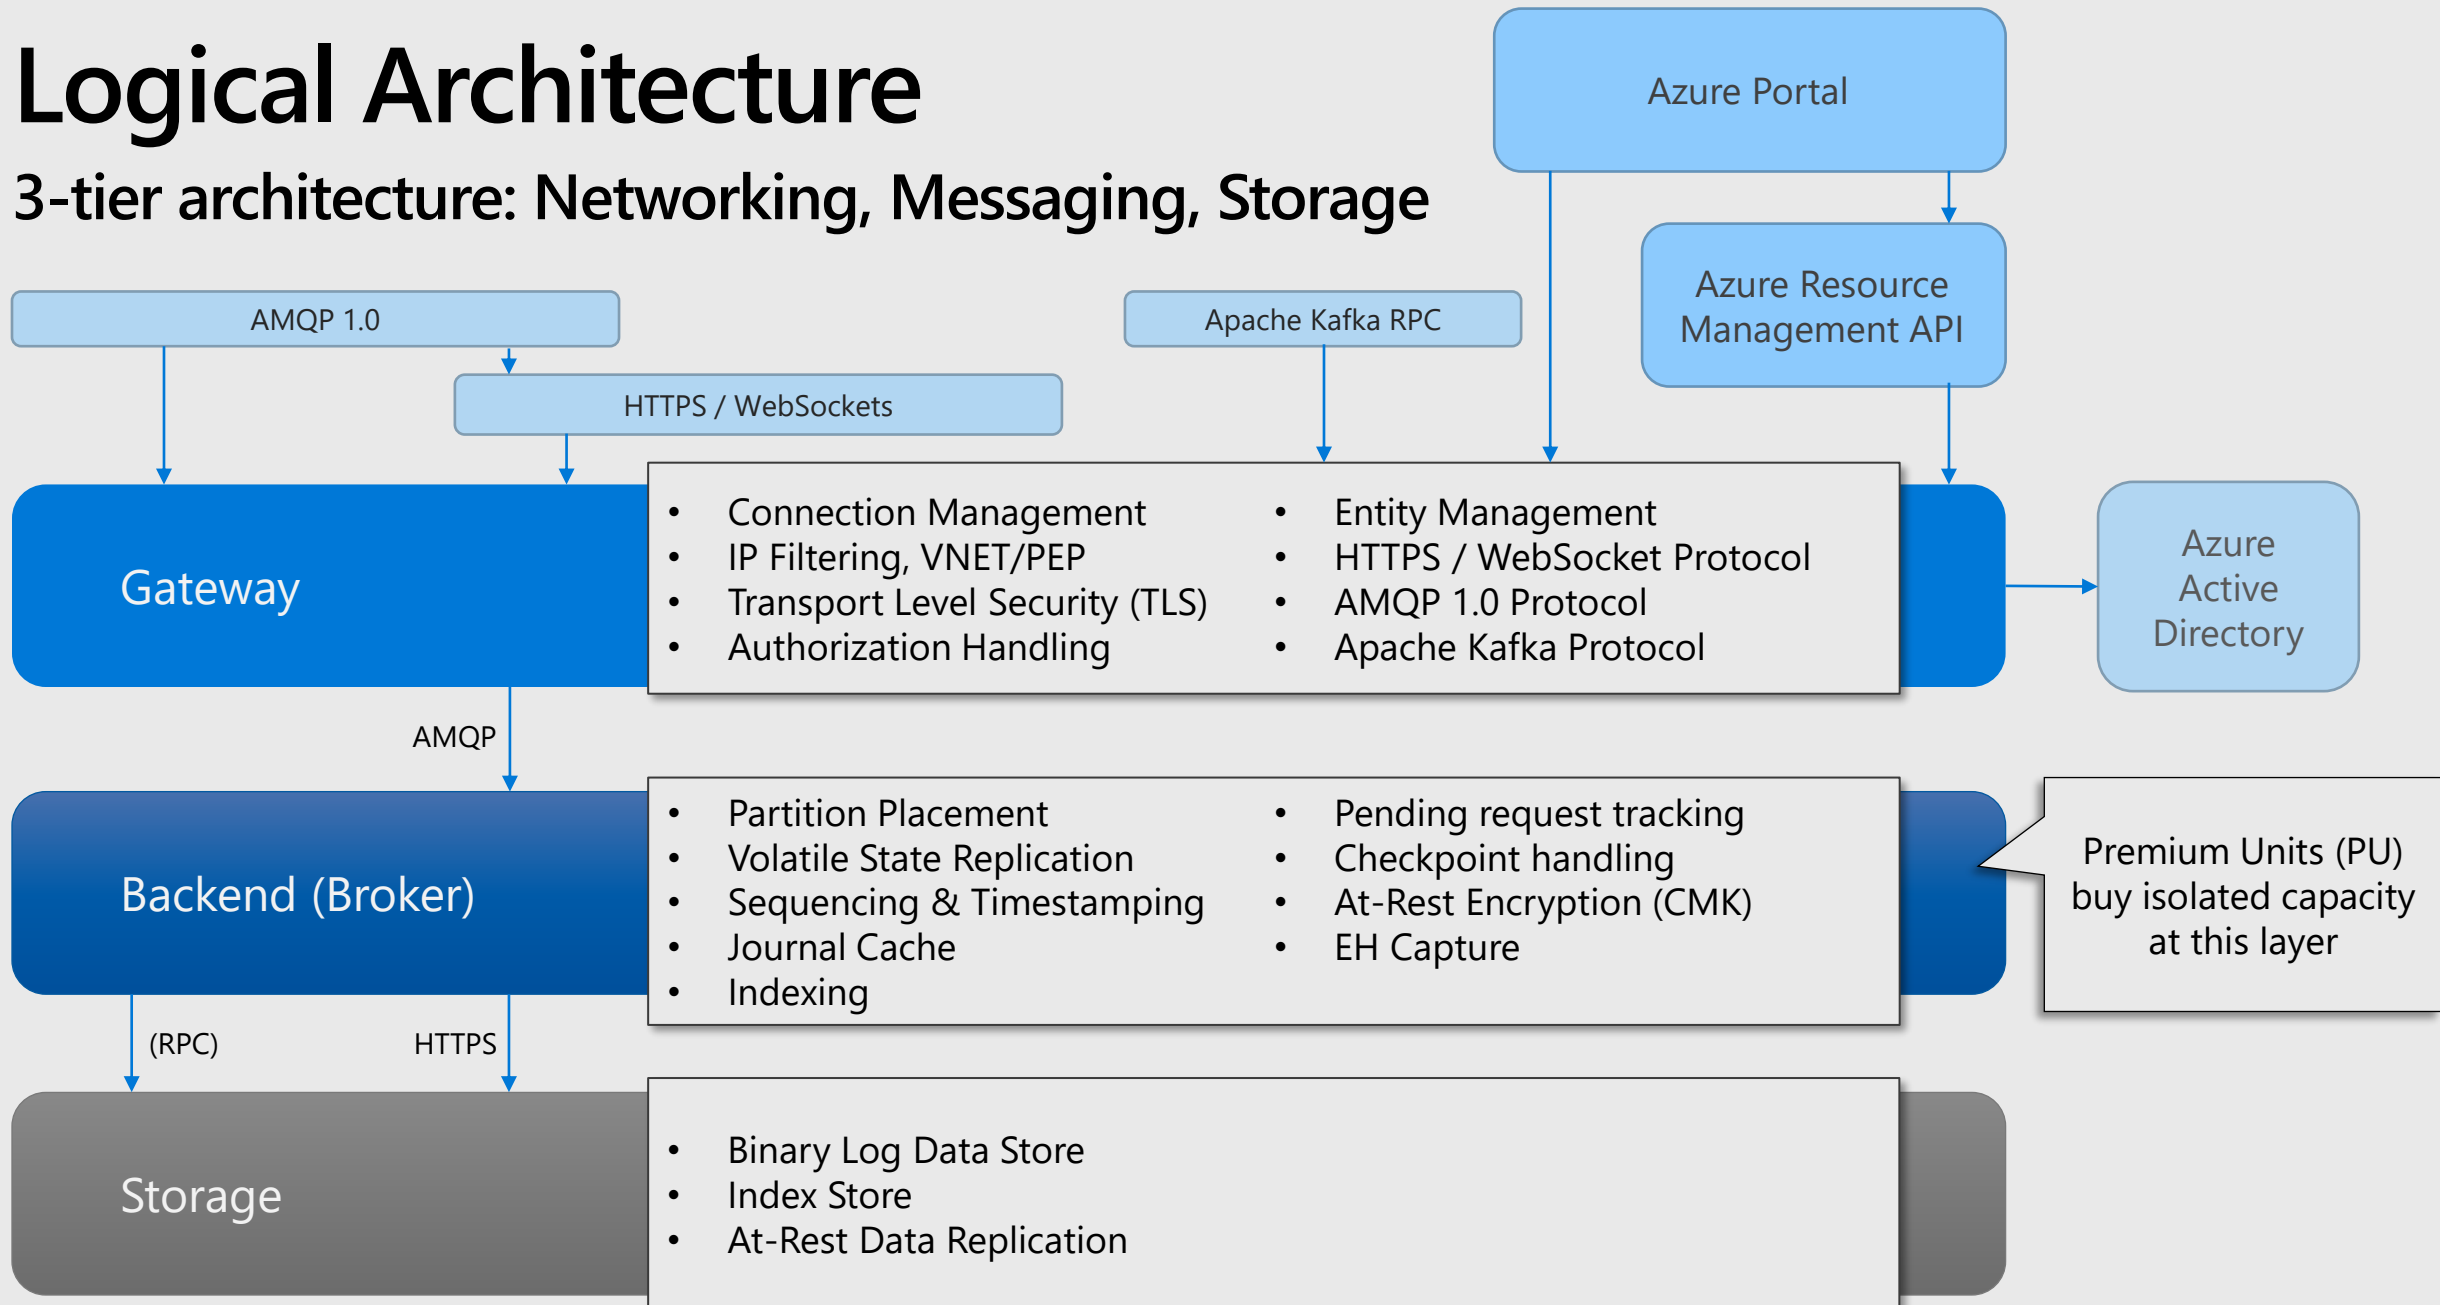 Logical Architecture
3-tier architecture: Networking, Messaging, Storage
Azure Portal
Azure Resource
Management API
AMQP 1.0
Apache Kafka RPC
HTTPS / WebSockets
Gateway
• Connection Management
• IP Filtering, VNET/PEP
• Transport Level Security (TLS)
• Authorization Handling
• Entity Management
• HTTPS / WebSocket Protocol
• AMQP 1.0 Protocol
• Apache Kafka Protocol
Azure
Active
Directory
AMQP
Backend (Broker)
• Partition Placement
• Volatile State Replication
• Sequencing & Timestamping
• Journal Cache
• Indexing
• Pending request tracking
• Checkpoint handling
• At-Rest Encryption (CMK)
• EH Capture
Premium Units (PU)
buy isolated capacity
at this layer
(RPC)
HTTPS
Storage
• Binary Log Data Store
• Index Store
• At-Rest Data Replication